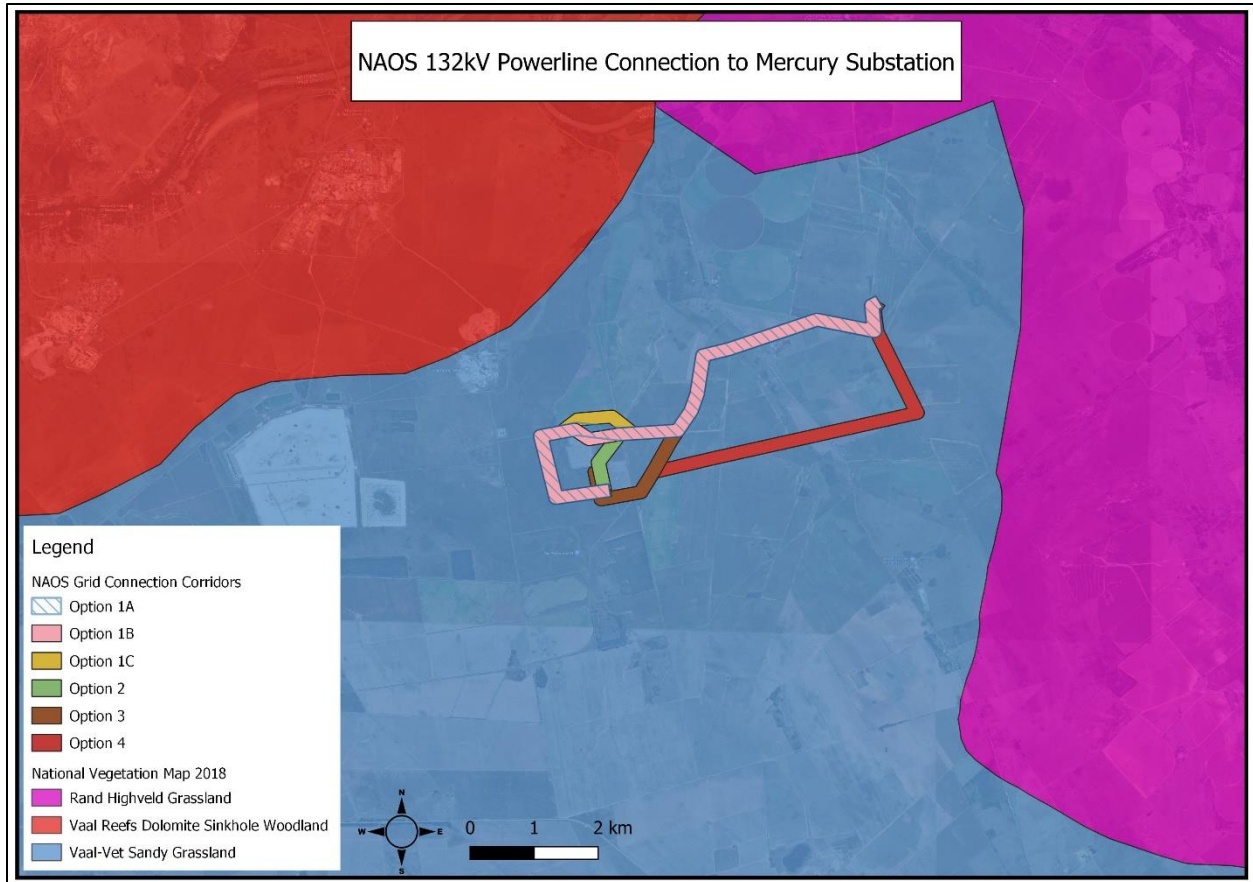 NAOS 132kV Powerline Connection to Mercury Substation
Legend
NAOS Grid Connection Corridors
Option 1A
Option 1B
Option 1C
Option 2
Option 3
Option 4
National Vegetation Map 2018
Rand Highveld Grassland
Vaal Reefs Dolomite Sinkhole Woodland
Vaal-Vet Sandy Grassland
N
W
E
S
0 1 2 km